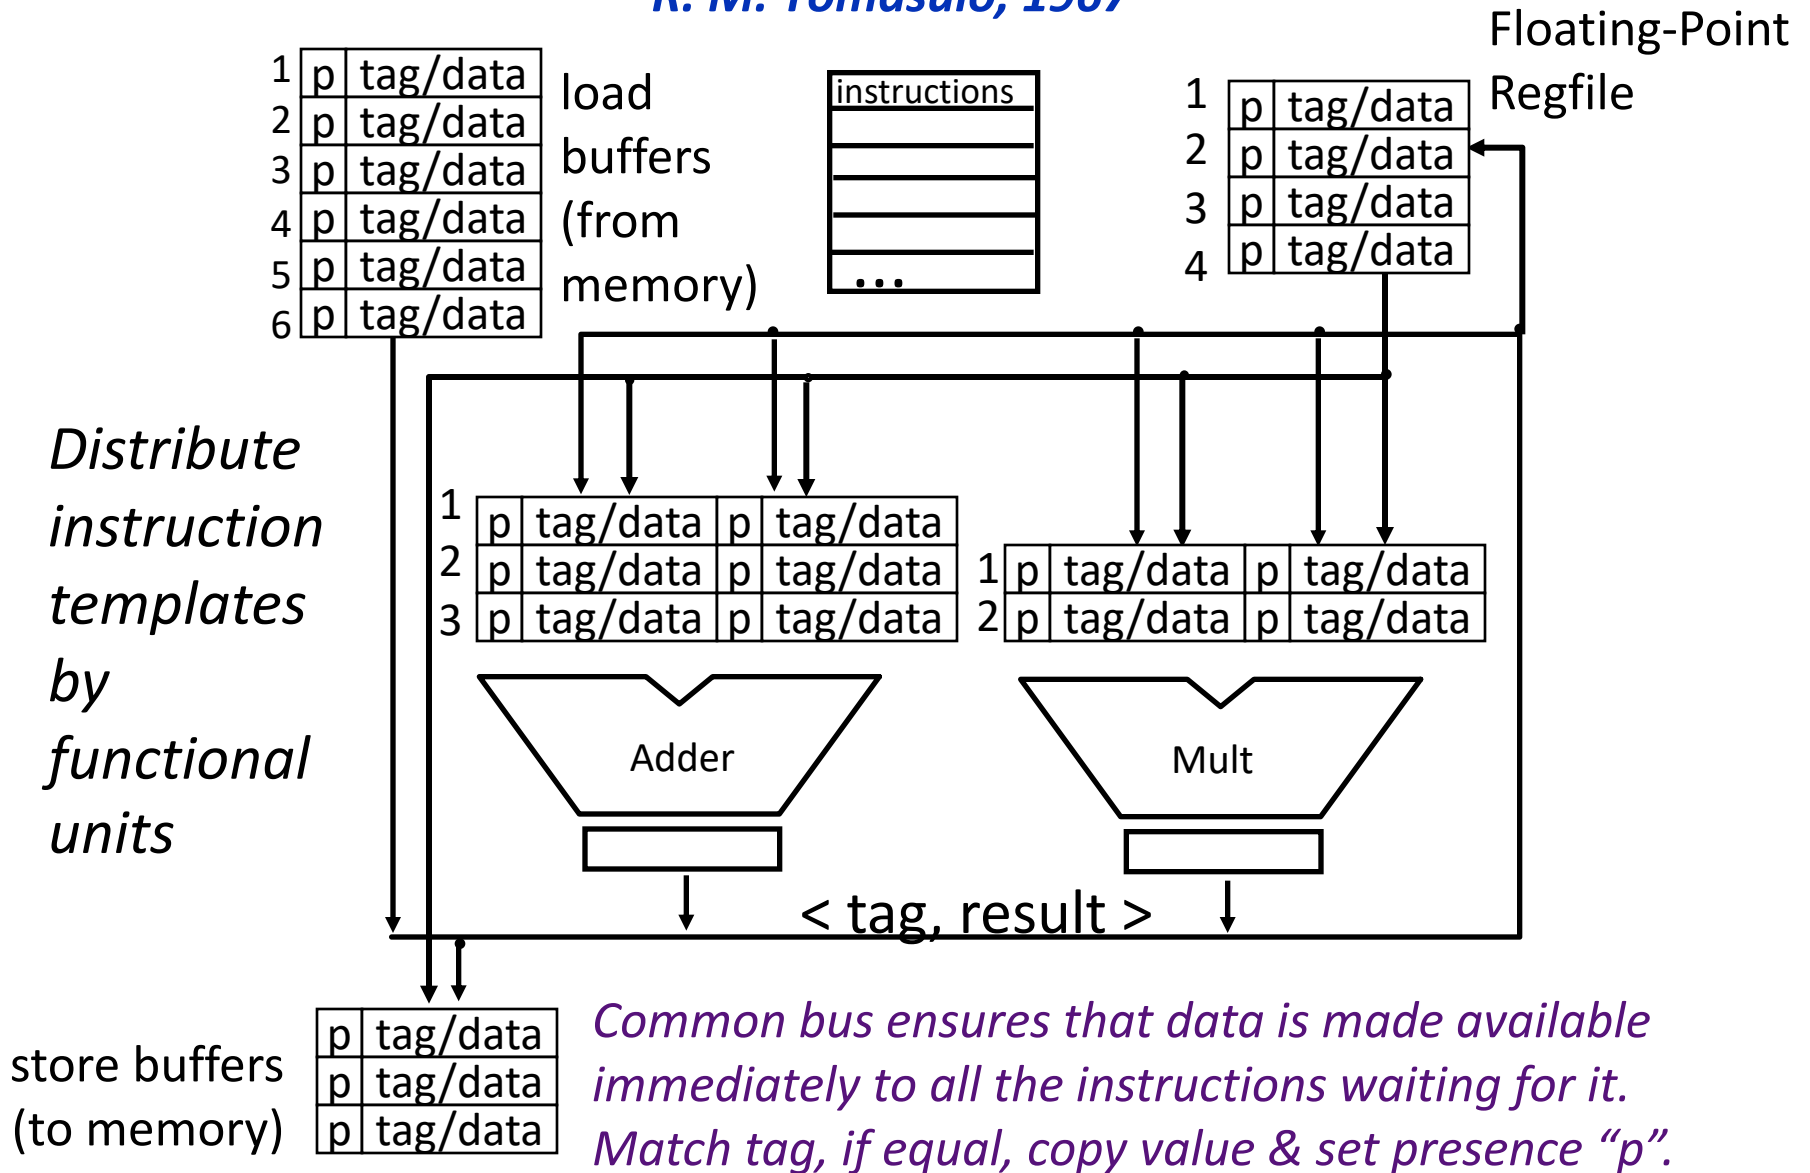 R. M. Tomasulo, 1967
Floating-Point
Regfile
1 p tag/data
2 p tag/data
3 p tag/data
4 p tag/data
5 p tag/data
6 p tag/data
load
buffers
(from
memory)
instructions
...
1 p tag/data
2 p tag/data
3 p tag/data
4 p tag/data
Distribute
instruction
templates
by
functional
units
1 p tag/data p tag/data
2 p tag/data p tag/data
3 p tag/data p tag/data
1 p tag/data p tag/data
2 p tag/data p tag/data
Adder
Mult
< tag, result >
store buffers
(to memory)
p tag/data
p tag/data
p tag/data
Common bus ensures that data is made available
immediately to all the instructions waiting for it.
Match tag, if equal, copy value & set presence “p”.